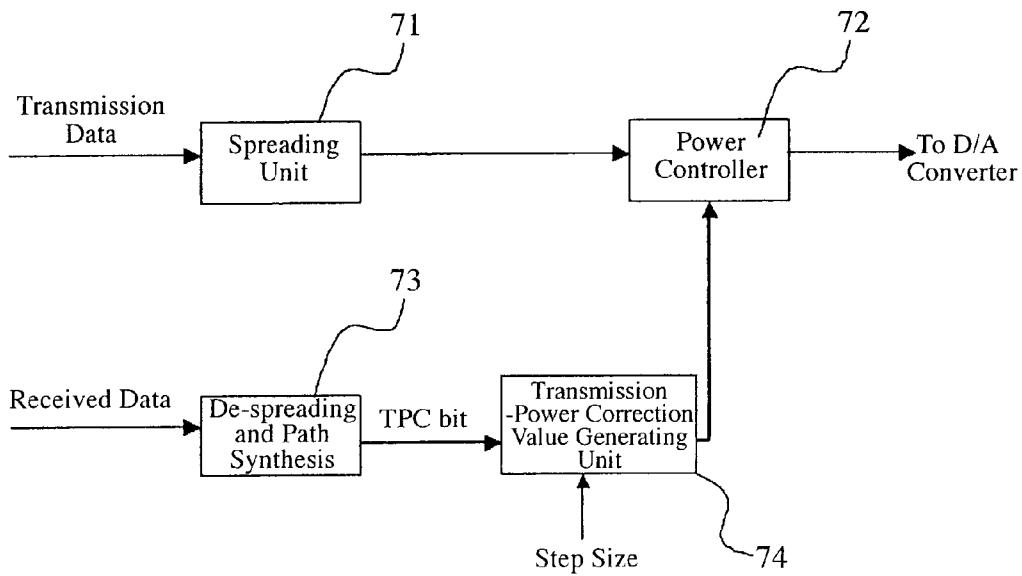 71
72
Transmission
Data
Spreading
Unit
Power
Controller
To D/A
Converter
73
Received Data
De-spreading
and Path
Synthesis
TPC bit
Transmission
-Power Correction
Value Generating
Unit
Step Size
74